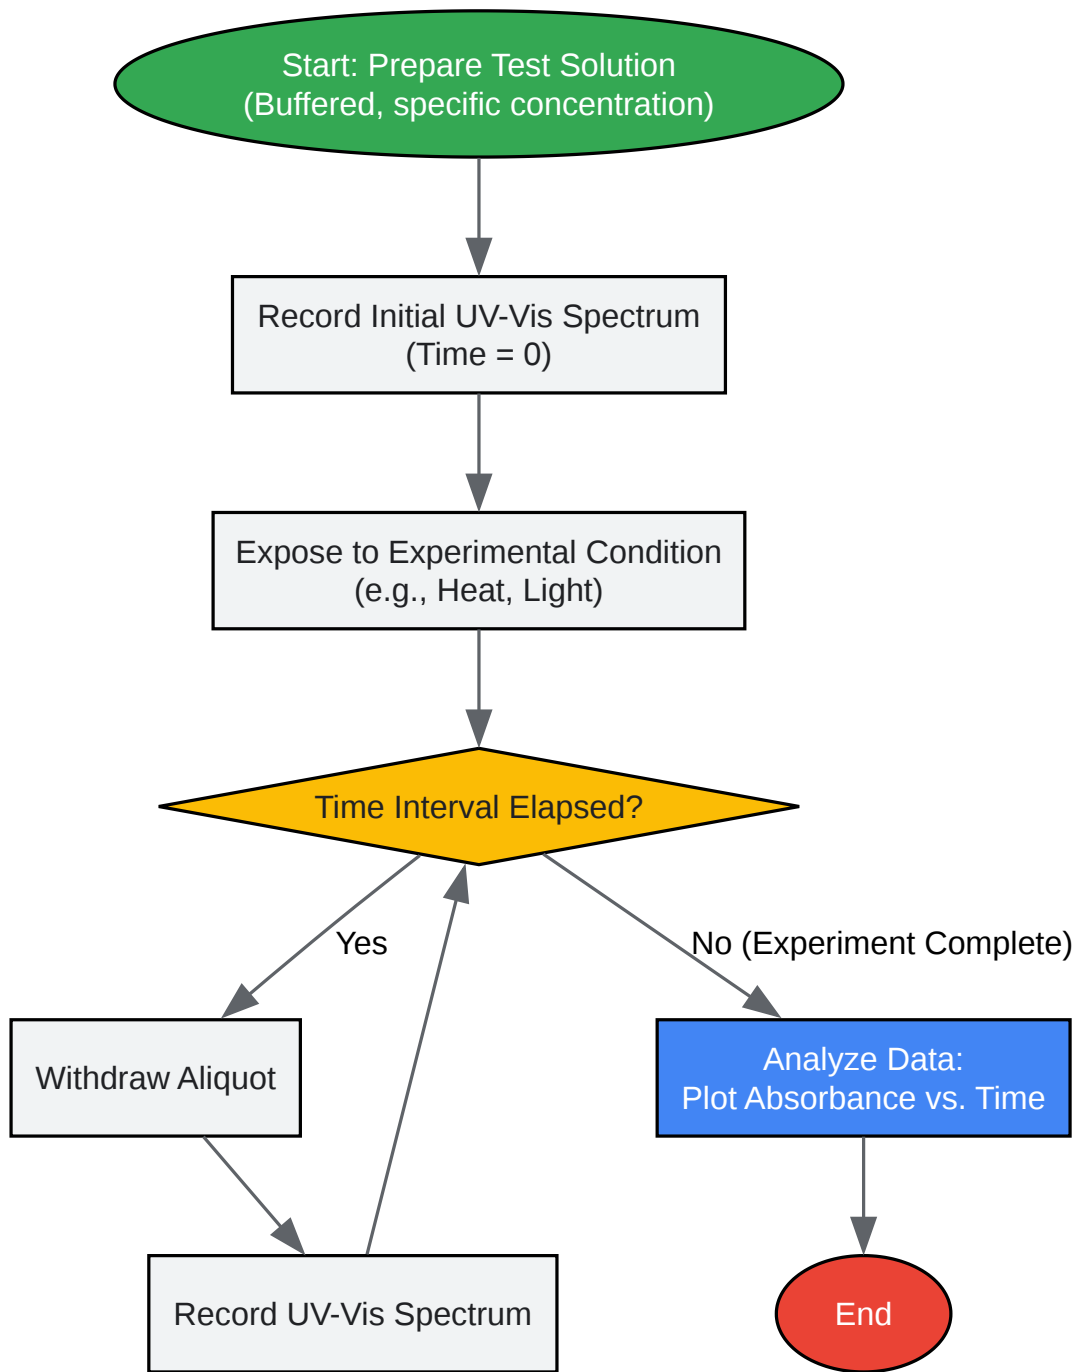 Start: Prepare Test Solution
(Buffered, specific concentration)
Record Initial UV-Vis Spectrum
(Time = 0)
Expose to Experimental Condition
(e.g., Heat, Light)
Time Interval Elapsed?
Yes
No (Experiment Complete)
Withdraw Aliquot
Analyze Data:
Plot Absorbance vs. Time
Record UV-Vis Spectrum
End